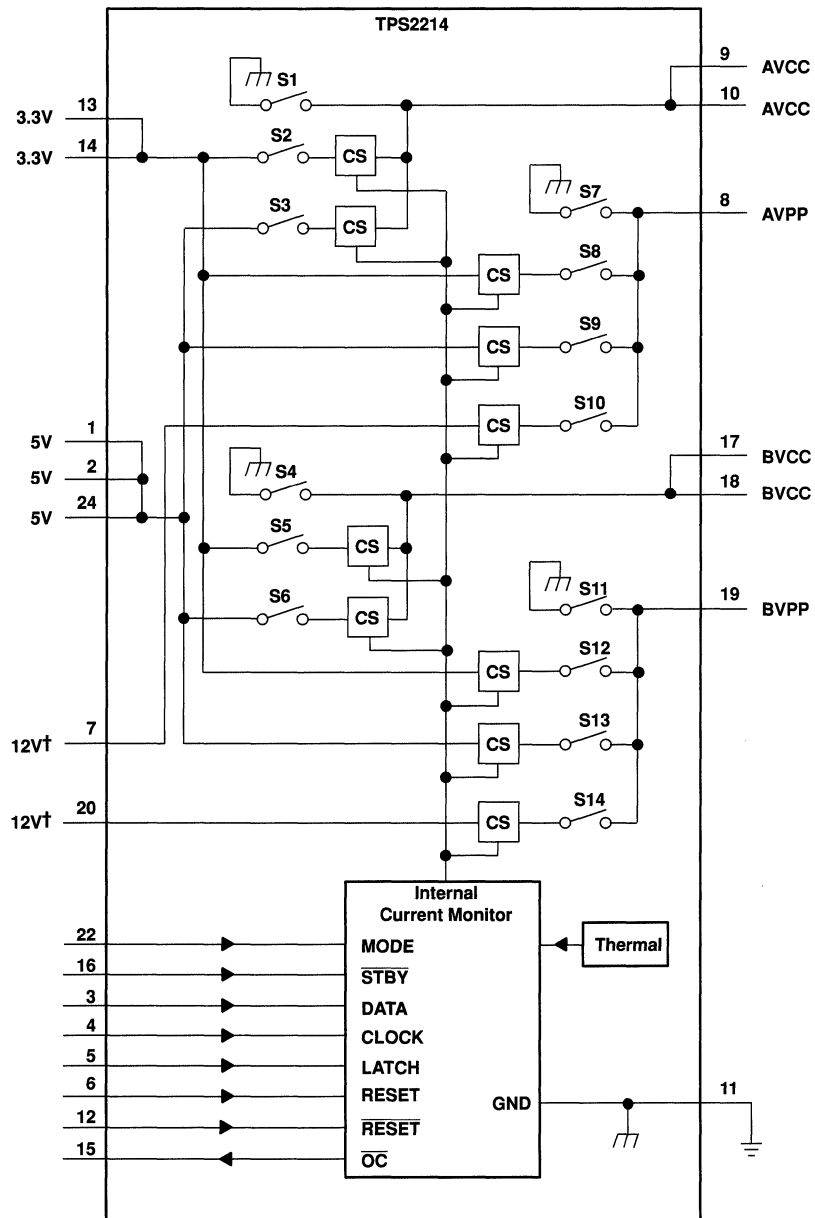 TPS2214
9
AVCC
S1
10
AVCC
13
3.3V
14
3.3V
S2
CS
S7
8
AVPP
S3
CS
S8
CS
S9
CS
S10
CS
1
5V
2
5V
24
5V
17
BVCC
S4
18
BVCC
S5
CS
S11
19
BVPP
S6
CS
S12
CS
S13
CS
7
12V†
S14
CS
20
12V†
Internal
Current Monitor
Thermal
22
MODE
16
S̅T̅B̅Y̅
3
DATA
4
CLOCK
5
LATCH
6
RESET
12
R̅E̅S̅E̅T̅
15
O̅C̅
GND
11